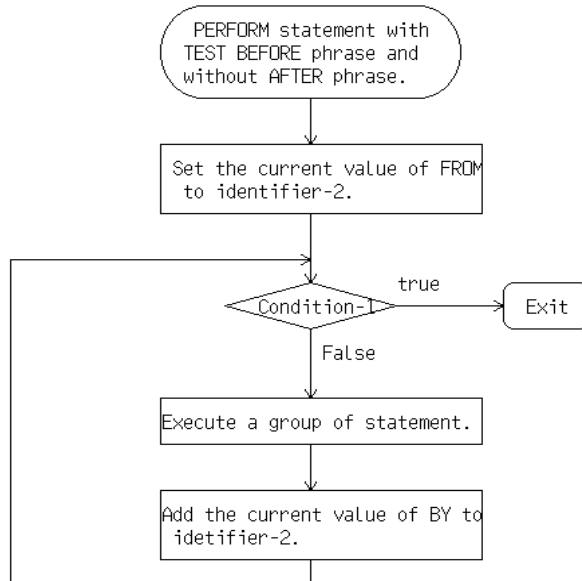 PERFORM statement with
TEST BEFORE phrase and
without AFTER phrase.
Set the current value of FROM
to identifier-2.
true
Condition-1
Exit
False
Execute a group of statement.
Add the current value of BY to
idetifier-2.